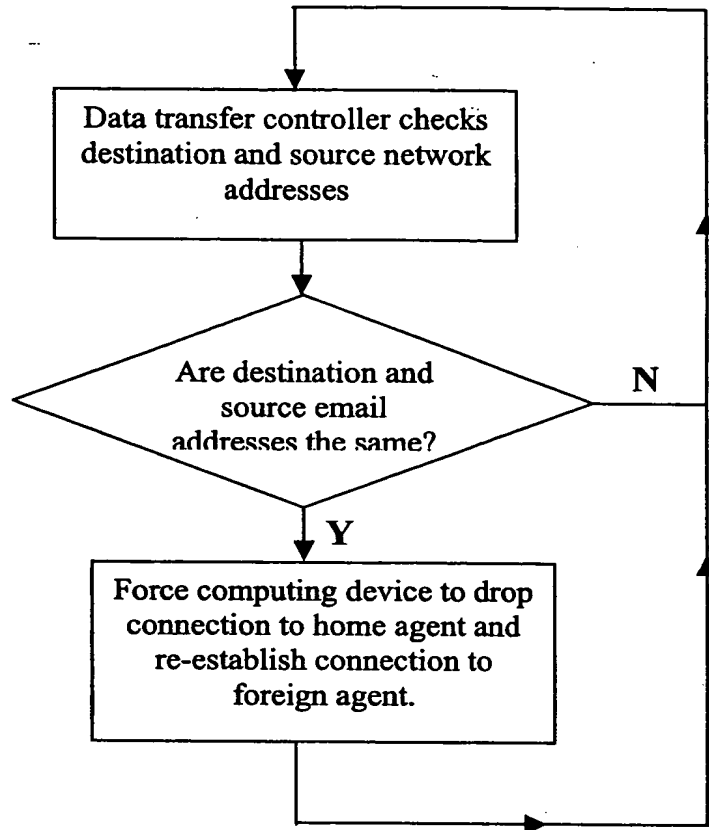 Data transfer controller checks
destination and source network
addresses
Are destination and
source email
addresses the same?
N
Y
Force computing device to drop
connection to home agent and
re-establish connection to
foreign agent.